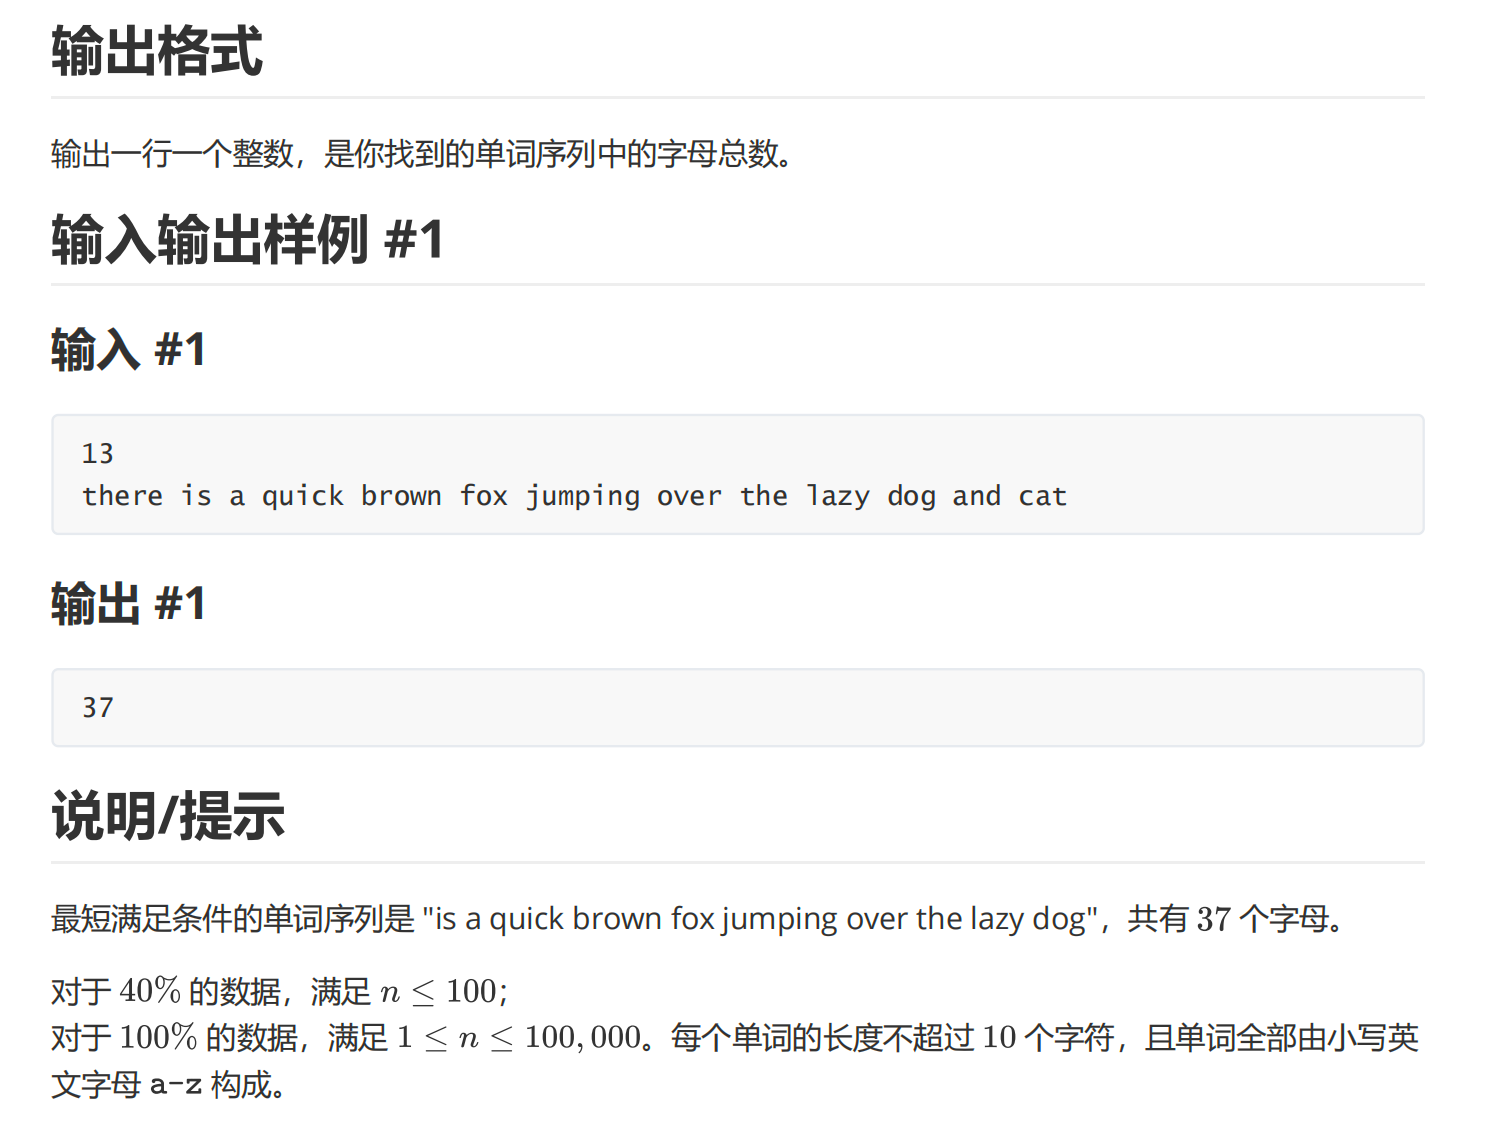 输出格式
输出一行一个整数，是你找到的单词序列中的字母总数。
输入输出样例 #1
输入 #1
13
there is a quick brown fox jumping over the lazy dog and cat
输出 #1
37
说明/提示
最短满足条件的单词序列是 "is a quick brown fox jumping over the lazy dog"，共有 37 个字母。
对于 40% 的数据，满足 n ≤ 100；
对于 100% 的数据，满足 1 ≤ n ≤ 100,000。每个单词的长度不超过 10 个字符，且单词全部由小写英
文字母 a-z 构成。